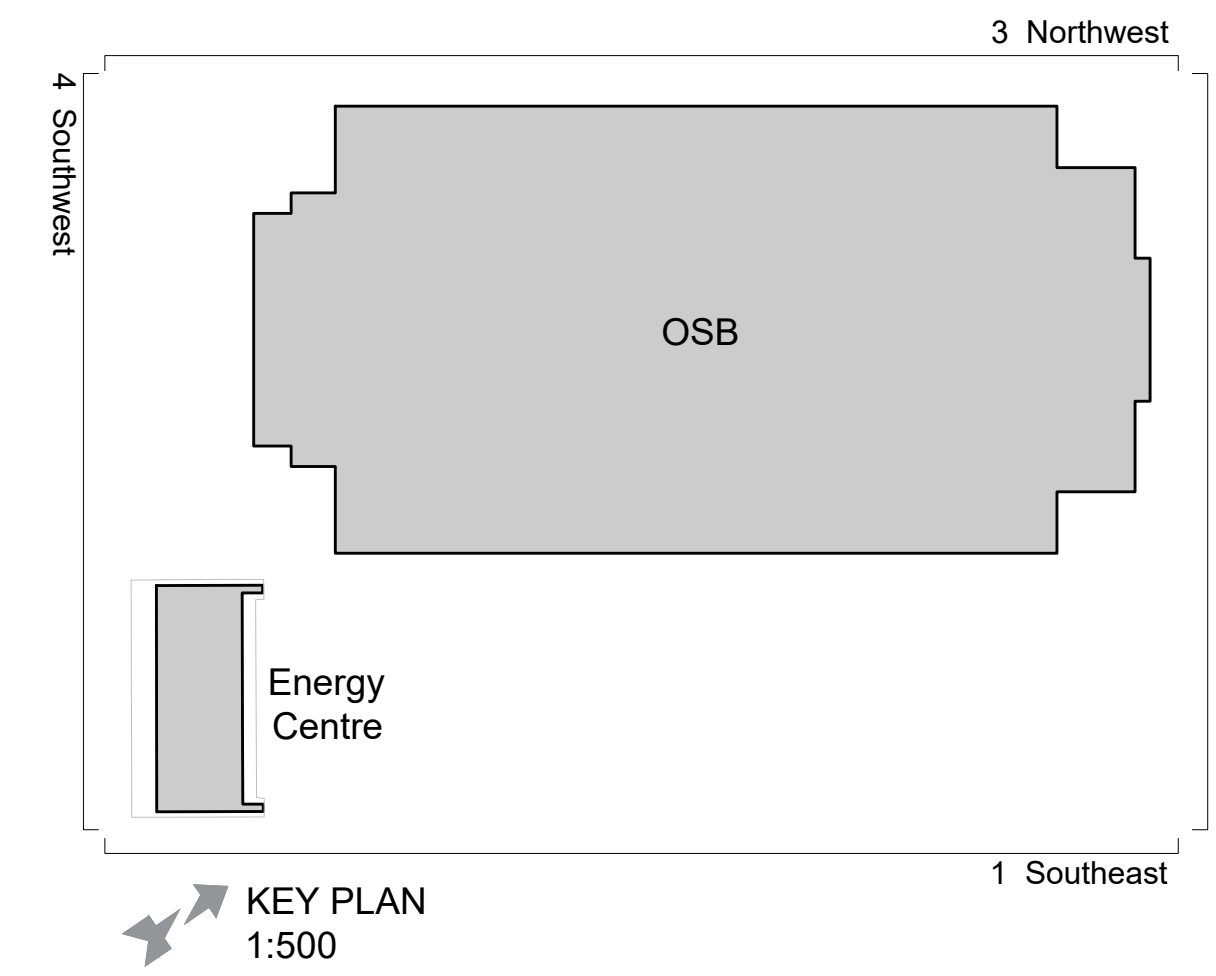 3 Northwest
4 Southwest
OSB
Energy
Centre
1 Southeast
KEY PLAN
1:500